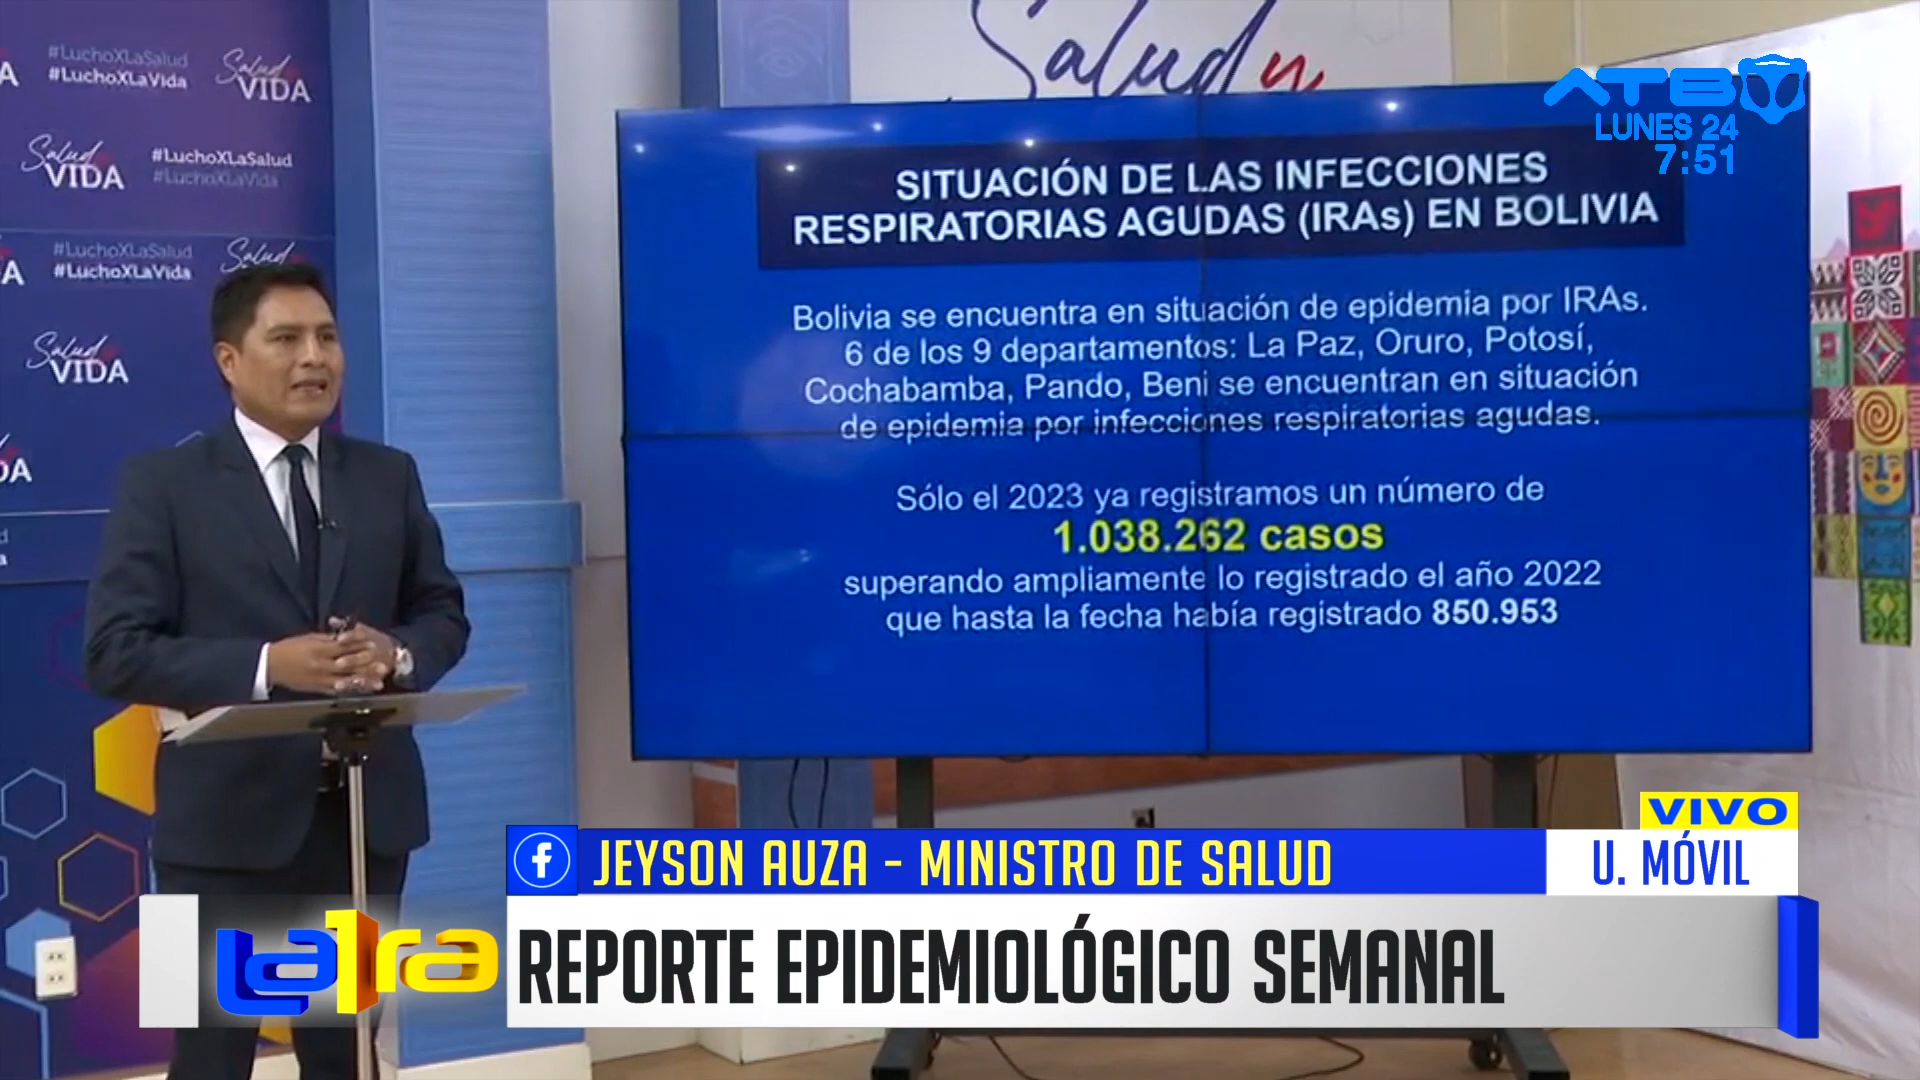 #LuchoXLaSalud
#LuchoXLaVida
Salud
VIDA
Salud y
ATB
LUNES 24
7:51
Salud
VIDA
#LuchoXLaSalud
#LuchoXLaVida
#LuchoXLaSalud
#LuchoXLaVida
Salud
Salud
VIDA
SITUACIÓN DE LAS INFECCIONES
RESPIRATORIAS AGUDAS (IRAs) EN BOLIVIA
Bolivia se encuentra en situación de epidemia por IRAs.
6 de los 9 departamentos: La Paz, Oruro, Potosí,
Cochabamba, Pando, Beni se encuentran en situación
de epidemia por infecciones respiratorias agudas.
Sólo el 2023 ya registramos un número de
1.038.262 casos
superando ampliamente lo registrado el año 2022
que hasta la fecha había registrado 850.953
VIVO
f JEYSON AUZA - MINISTRO DE SALUD
U. MÓVIL
La1ra
REPORTE EPIDEMIOLÓGICO SEMANAL